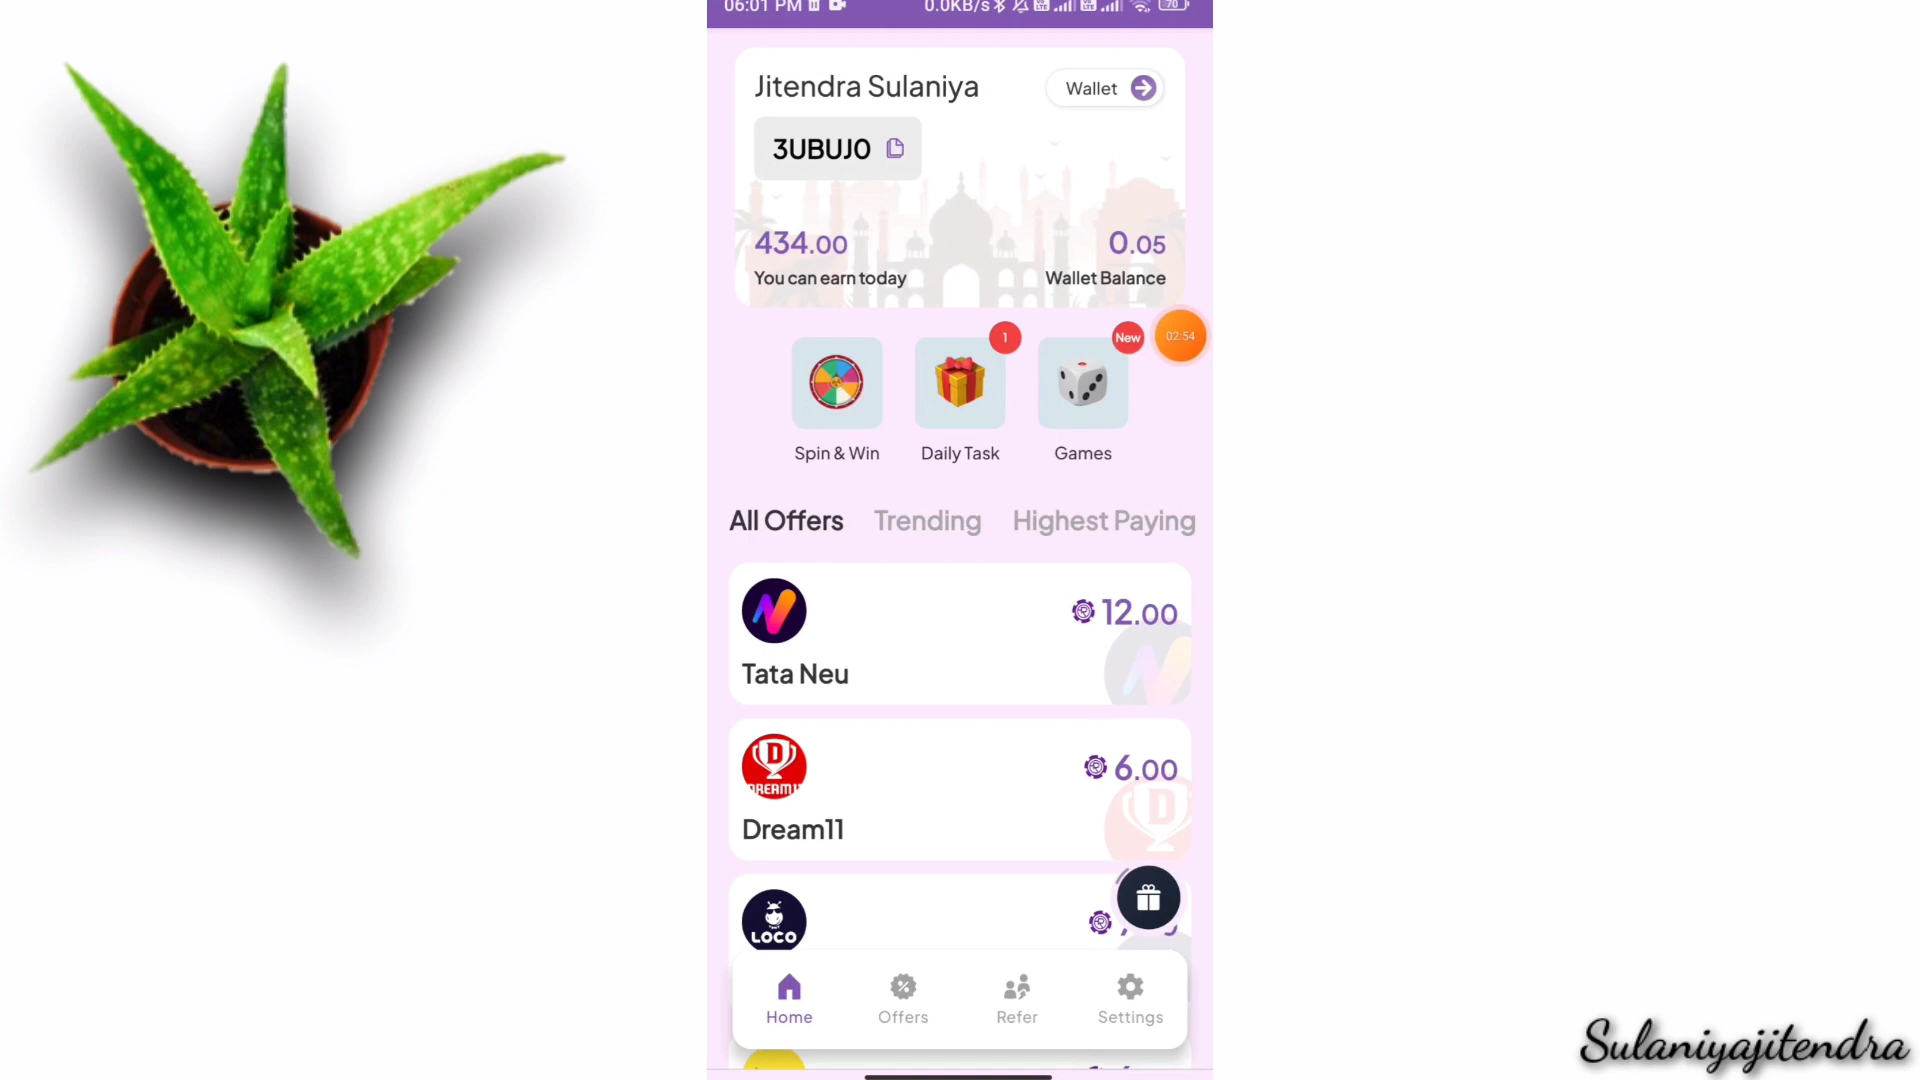 06:01 PM 0.0KB/s 70
Jitendra Sulaniya
Wallet
3UBUJ0
434.00
0.05
You can earn today
Wallet Balance
1
New
02:54
Spin & Win
Daily Task
Games
All Offers
Trending
Highest Paying
12.00
Tata Neu
D
DREAM11
6.00
D
Dream11
LOCO
Home
Offers
Refer
Settings
Sulaniyajitendra